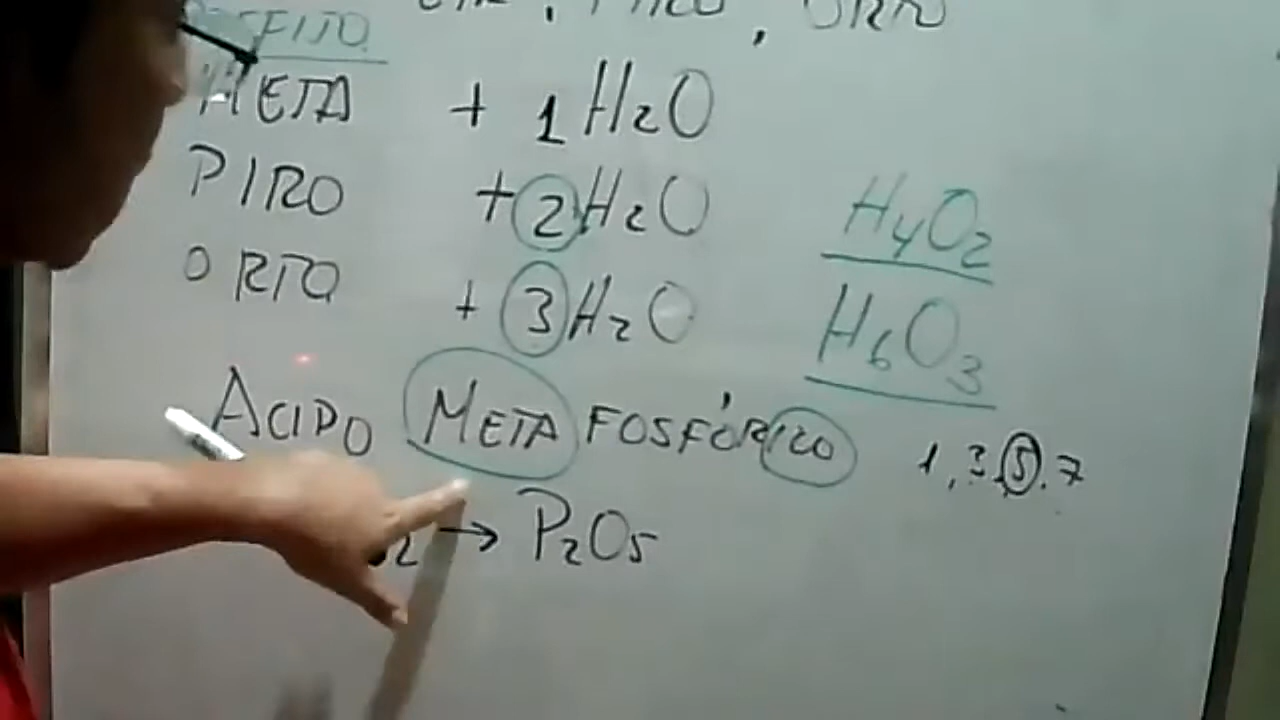 , ORTO
META + 1 H2O
PIRO + 2 H2O
H4O2
ORTO + 3 H2O
H6O3
ACIDO META FOSFÓRICO 1, 3, 5, 7
→ P2O5